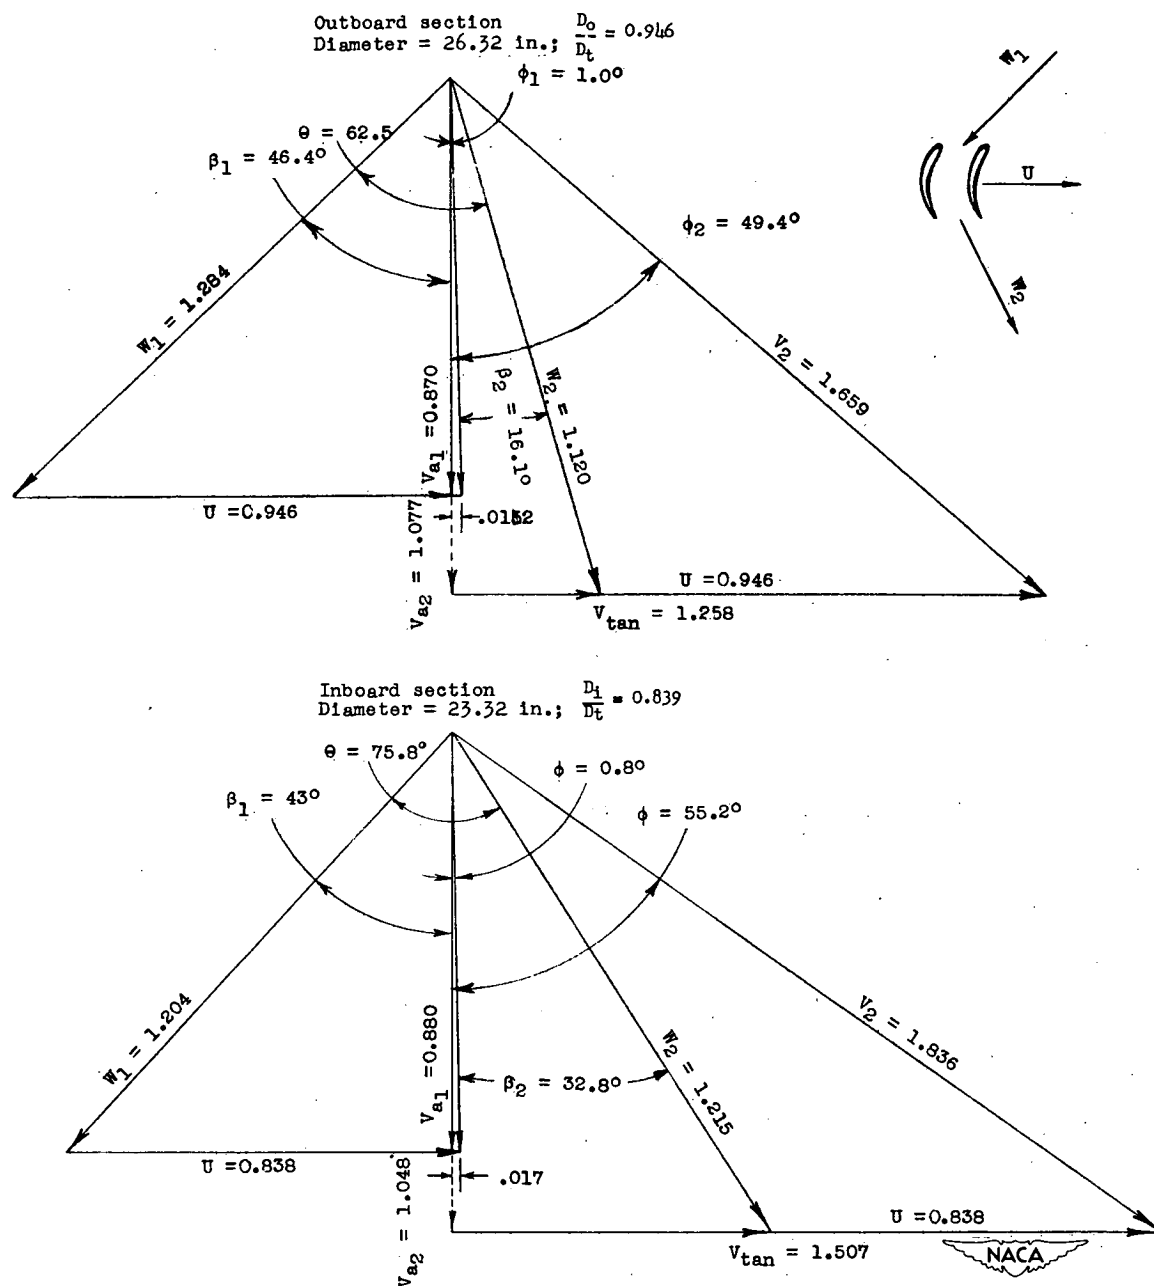 Outboard section
Diameter = 26.32 in.; Do/Dt = 0.946
ϕ1 = 1.0°
θ = 62.5
β1 = 46.4°
W1
U
W2
ϕ2 = 49.4°
W1 = 1.284
V2 = 1.659
Va1 = 0.870
β2 = 16.1°
W2 = 1.120
U = 0.946
Va2 = 1.077
U = 0.946
Vtan = 1.258
Inboard section
Diameter = 23.32 in.; Di/Dt = 0.839
θ = 75.8°
ϕ = 0.8°
β1 = 43°
ϕ = 55.2°
W1 = 1.204
Va1 = 0.880
W2 = 1.215
V2 = 1.836
β2 = 32.8°
U = 0.838
.017
Va2 = 1.048
U = 0.838
Vtan = 1.507
NACA